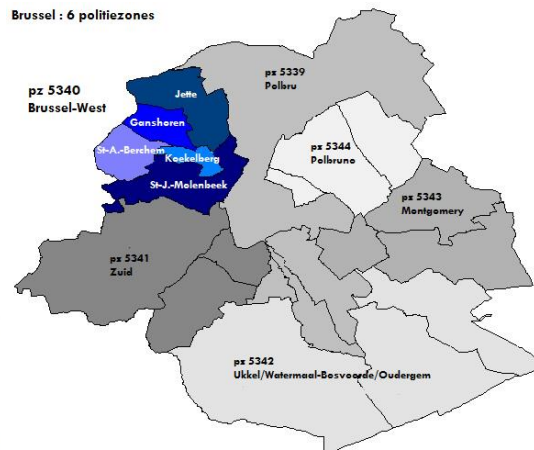 Brussel : 6 politiezones
pz 5339
Polbru
pz 5340
Brussel-West
Jette
Ganshoren
St-A.-Berchem
Koekelberg
St-J.-Molenbeek
pz 5344
Polbruno
pz 5343
Montgomery
pz 5341
Zuid
pz 5342
Ukkel/Watermaal-Bosvoorde/Oudergem